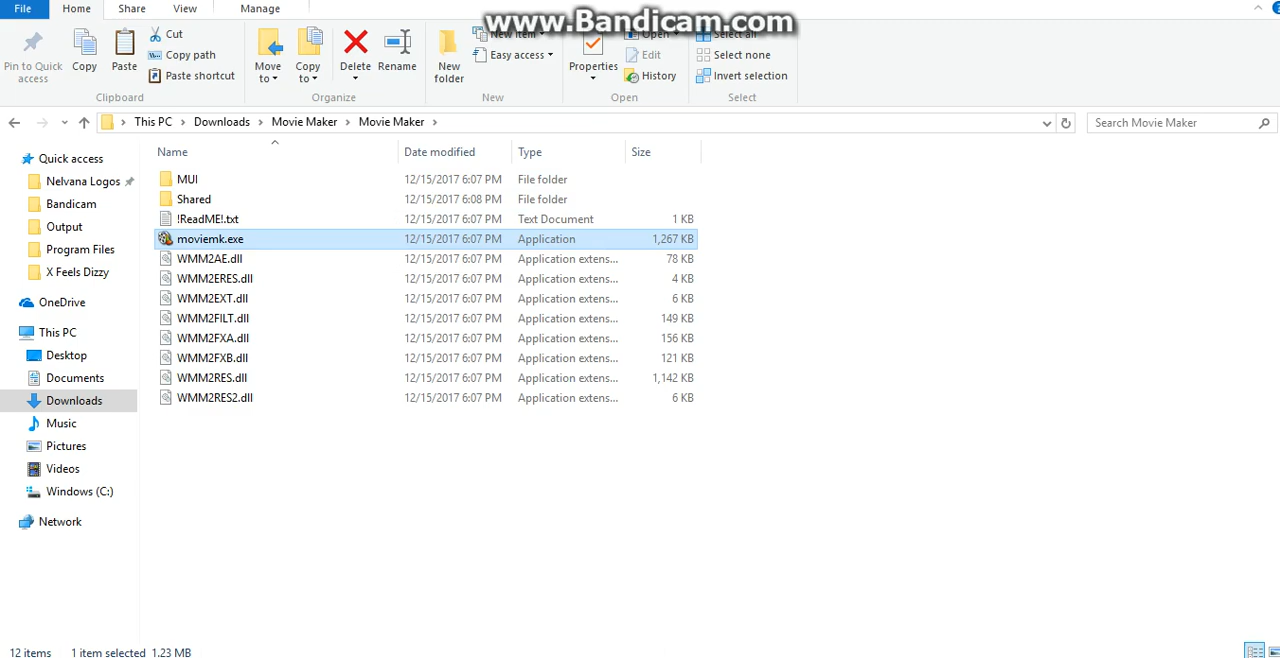 File Home Share View Manage
www.Bandicam.com
Pin to Quick access
Copy
Paste
Cut
Copy path
Paste shortcut
Clipboard
Move to
Copy to
Delete
Rename
Organize
New folder
New item
Easy access
New
Properties
Open
Edit
History
Open
Select all
Select none
Invert selection
Select
This PC > Downloads > Movie Maker > Movie Maker >
Search Movie Maker
Quick access
Nelvana Logos
Bandicam
Output
Program Files
X Feels Dizzy
OneDrive
This PC
Desktop
Documents
Downloads
Music
Pictures
Videos
Windows (C:)
Network
Name Date modified Type Size
MUI 12/15/2017 6:07 PM File folder
Shared 12/15/2017 6:08 PM File folder
!ReadME!.txt 12/15/2017 6:07 PM Text Document 1 KB
moviemk.exe 12/15/2017 6:07 PM Application 1,267 KB
WMM2AE.dll 12/15/2017 6:07 PM Application extens... 78 KB
WMM2ERES.dll 12/15/2017 6:07 PM Application extens... 4 KB
WMM2EXT.dll 12/15/2017 6:07 PM Application extens... 6 KB
WMM2FILT.dll 12/15/2017 6:07 PM Application extens... 149 KB
WMM2FXA.dll 12/15/2017 6:07 PM Application extens... 156 KB
WMM2FXB.dll 12/15/2017 6:07 PM Application extens... 121 KB
WMM2RES.dll 12/15/2017 6:07 PM Application extens... 1,142 KB
WMM2RES2.dll 12/15/2017 6:07 PM Application extens... 6 KB
12 items 1 item selected 1.23 MB